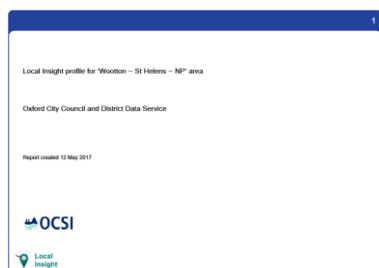 1
Local Insight profile for 'Wootton – St Helens – NP' area
Oxford City Council and District Data Service
Report created 12 May 2017
OCSI
Local
Insight